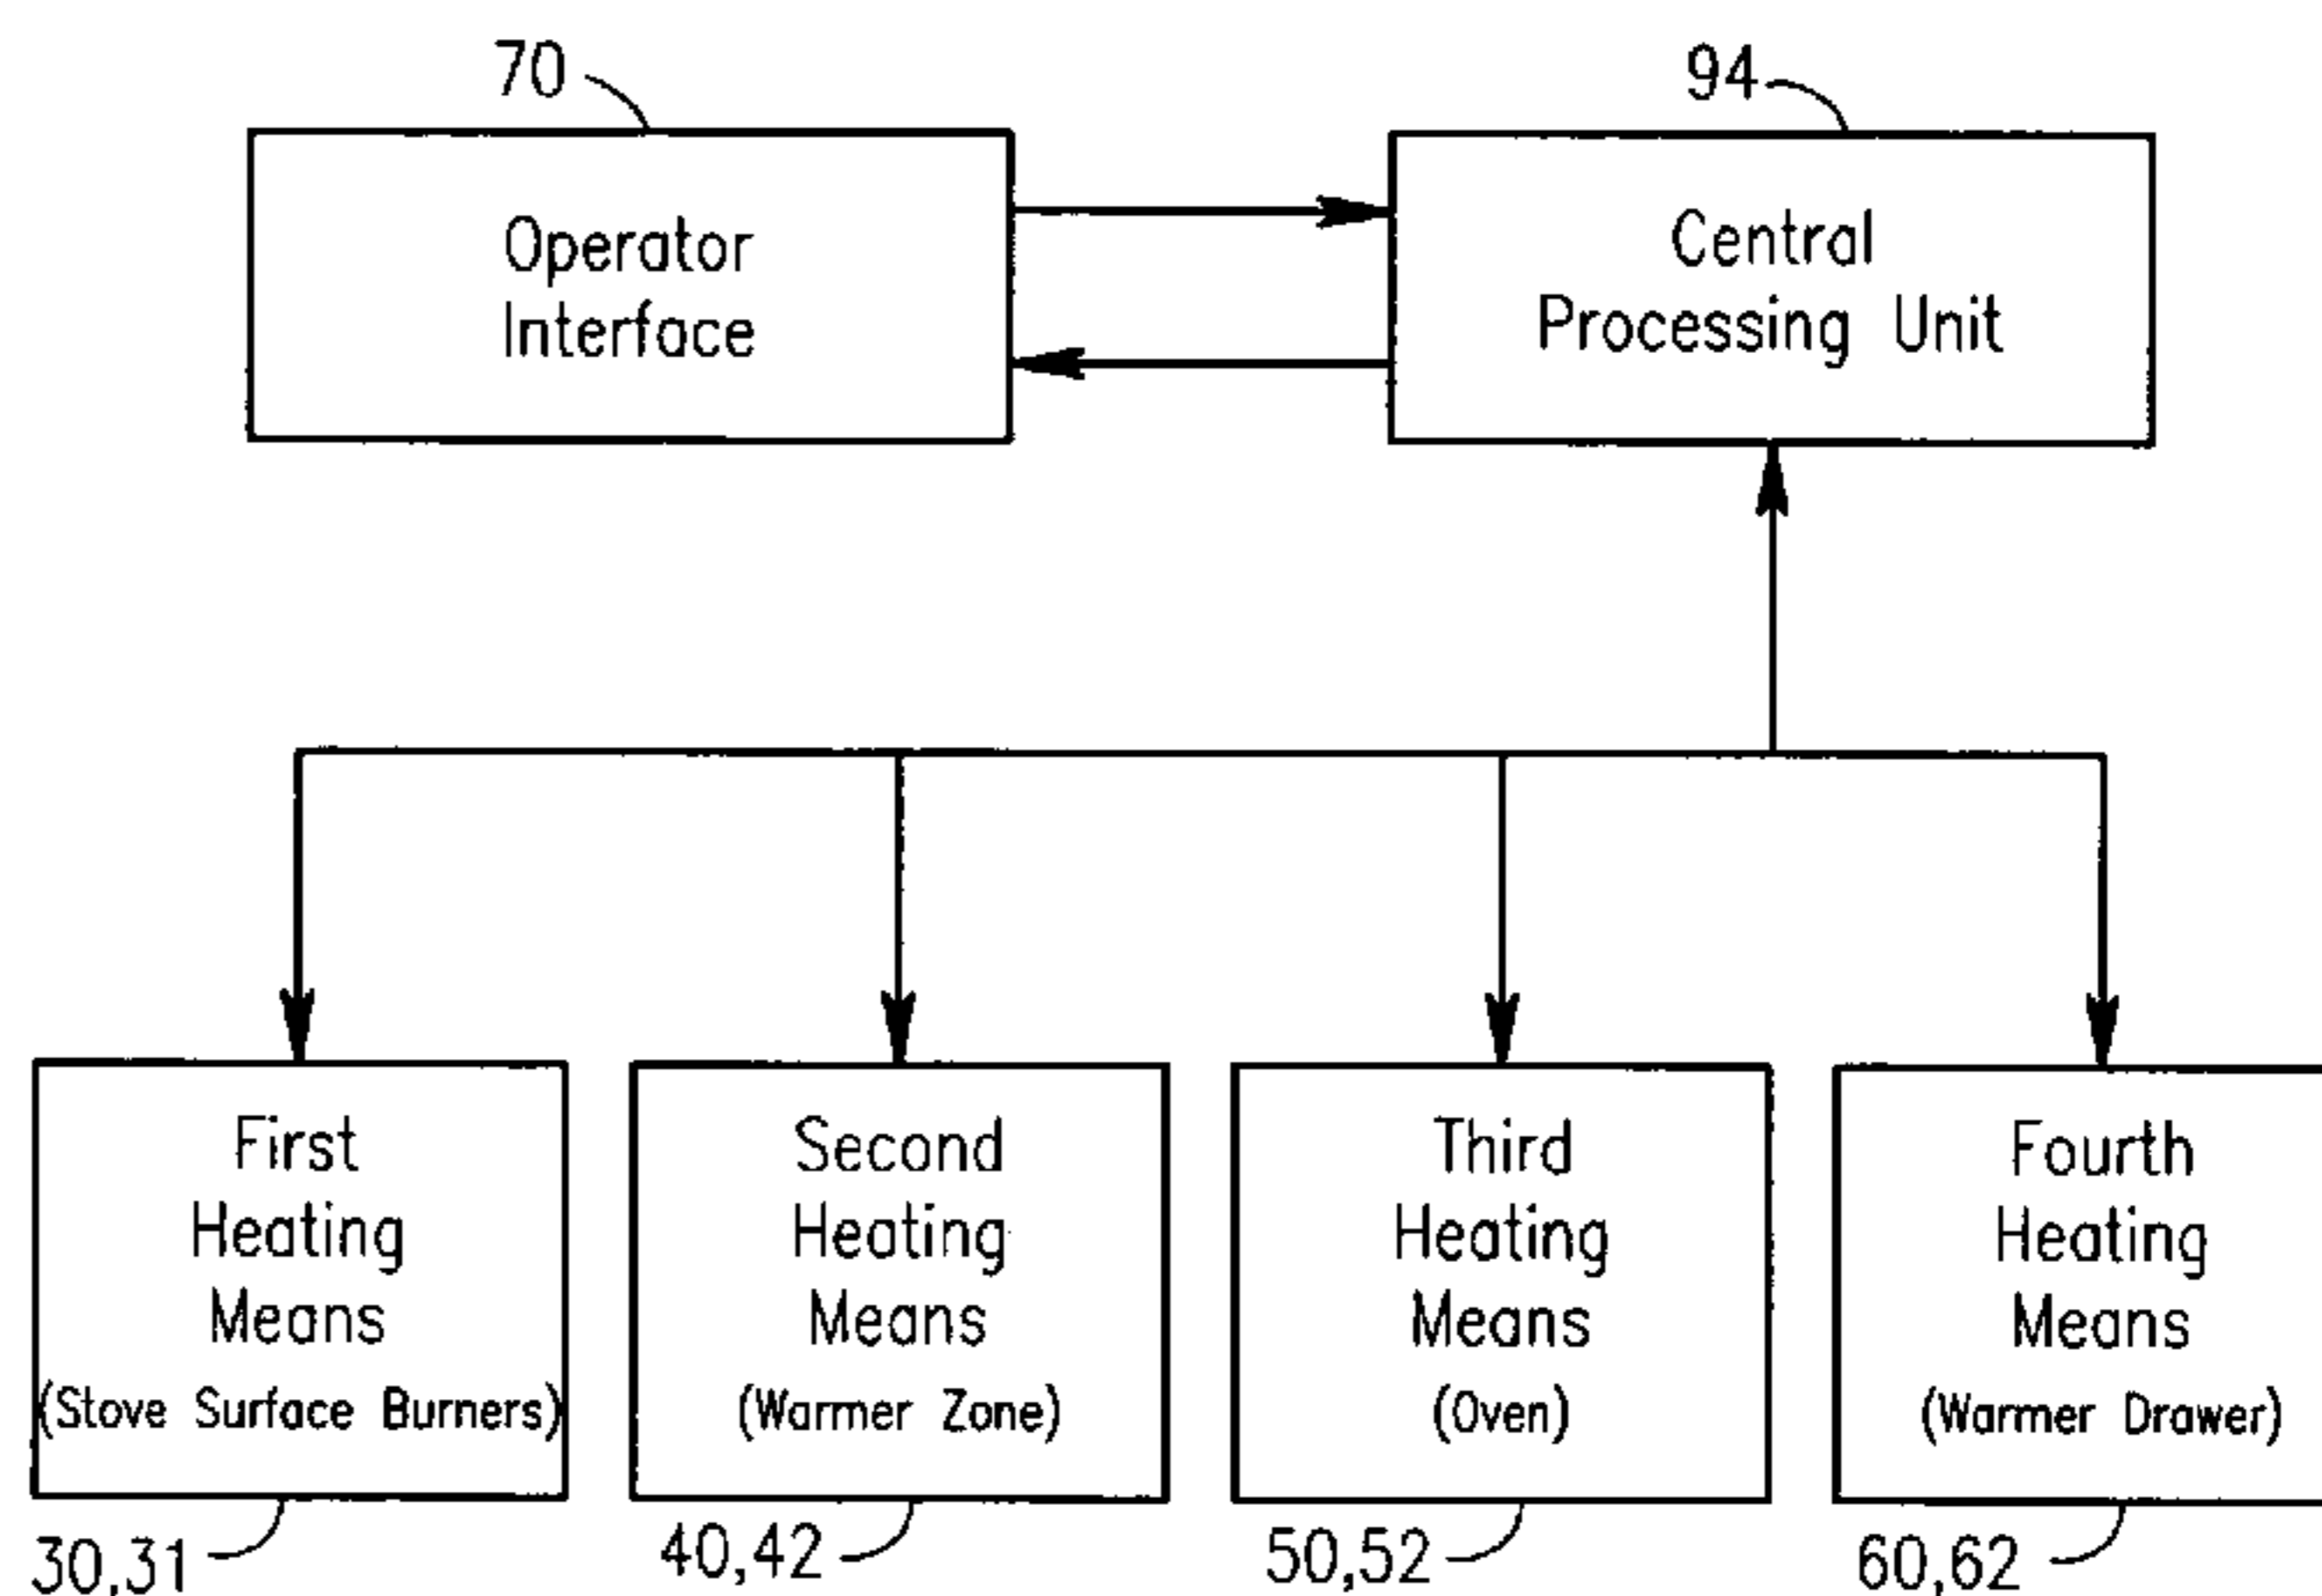 70
94
Operator
Interface
Central
Processing Unit
First
Heating
Means
(Stove Surface Burners)
Second
Heating
Means
(Warmer Zone)
Third
Heating
Means
(Oven)
Fourth
Heating
Means
(Warmer Drawer)
30,31
40,42
50,52
60,62